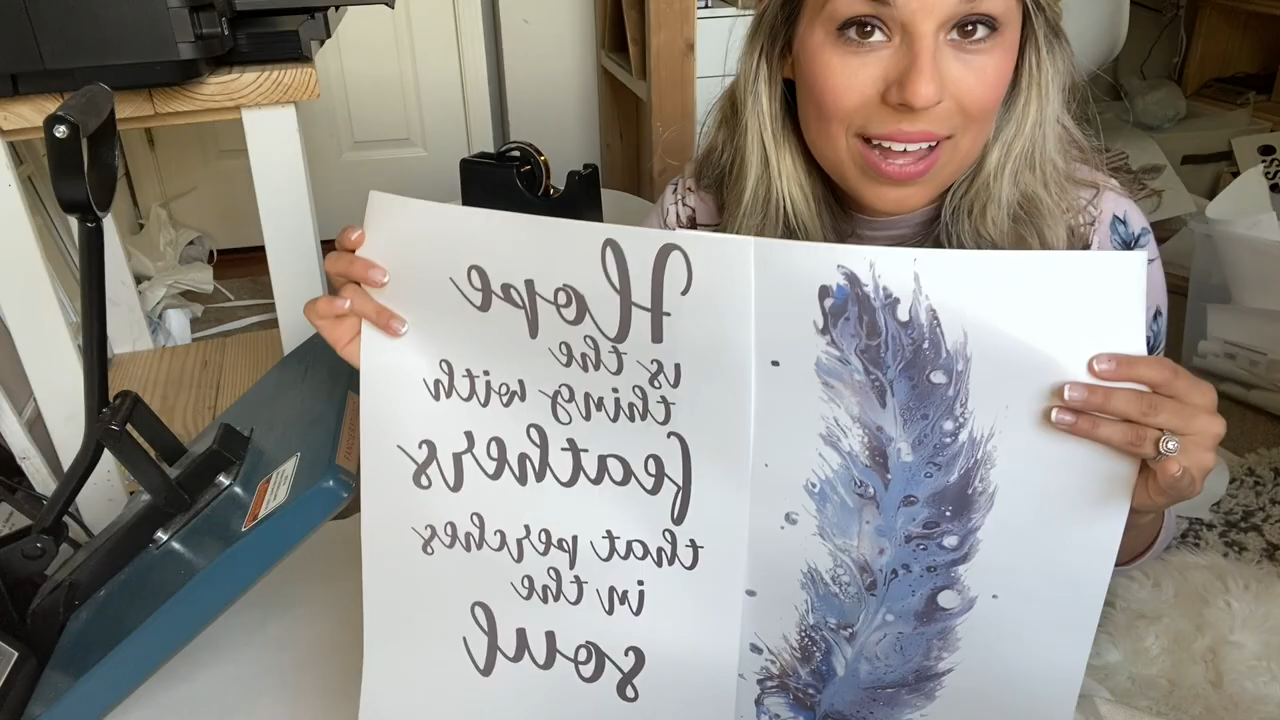 Hope
is the
thing with
feathers
that perches
in the
soul